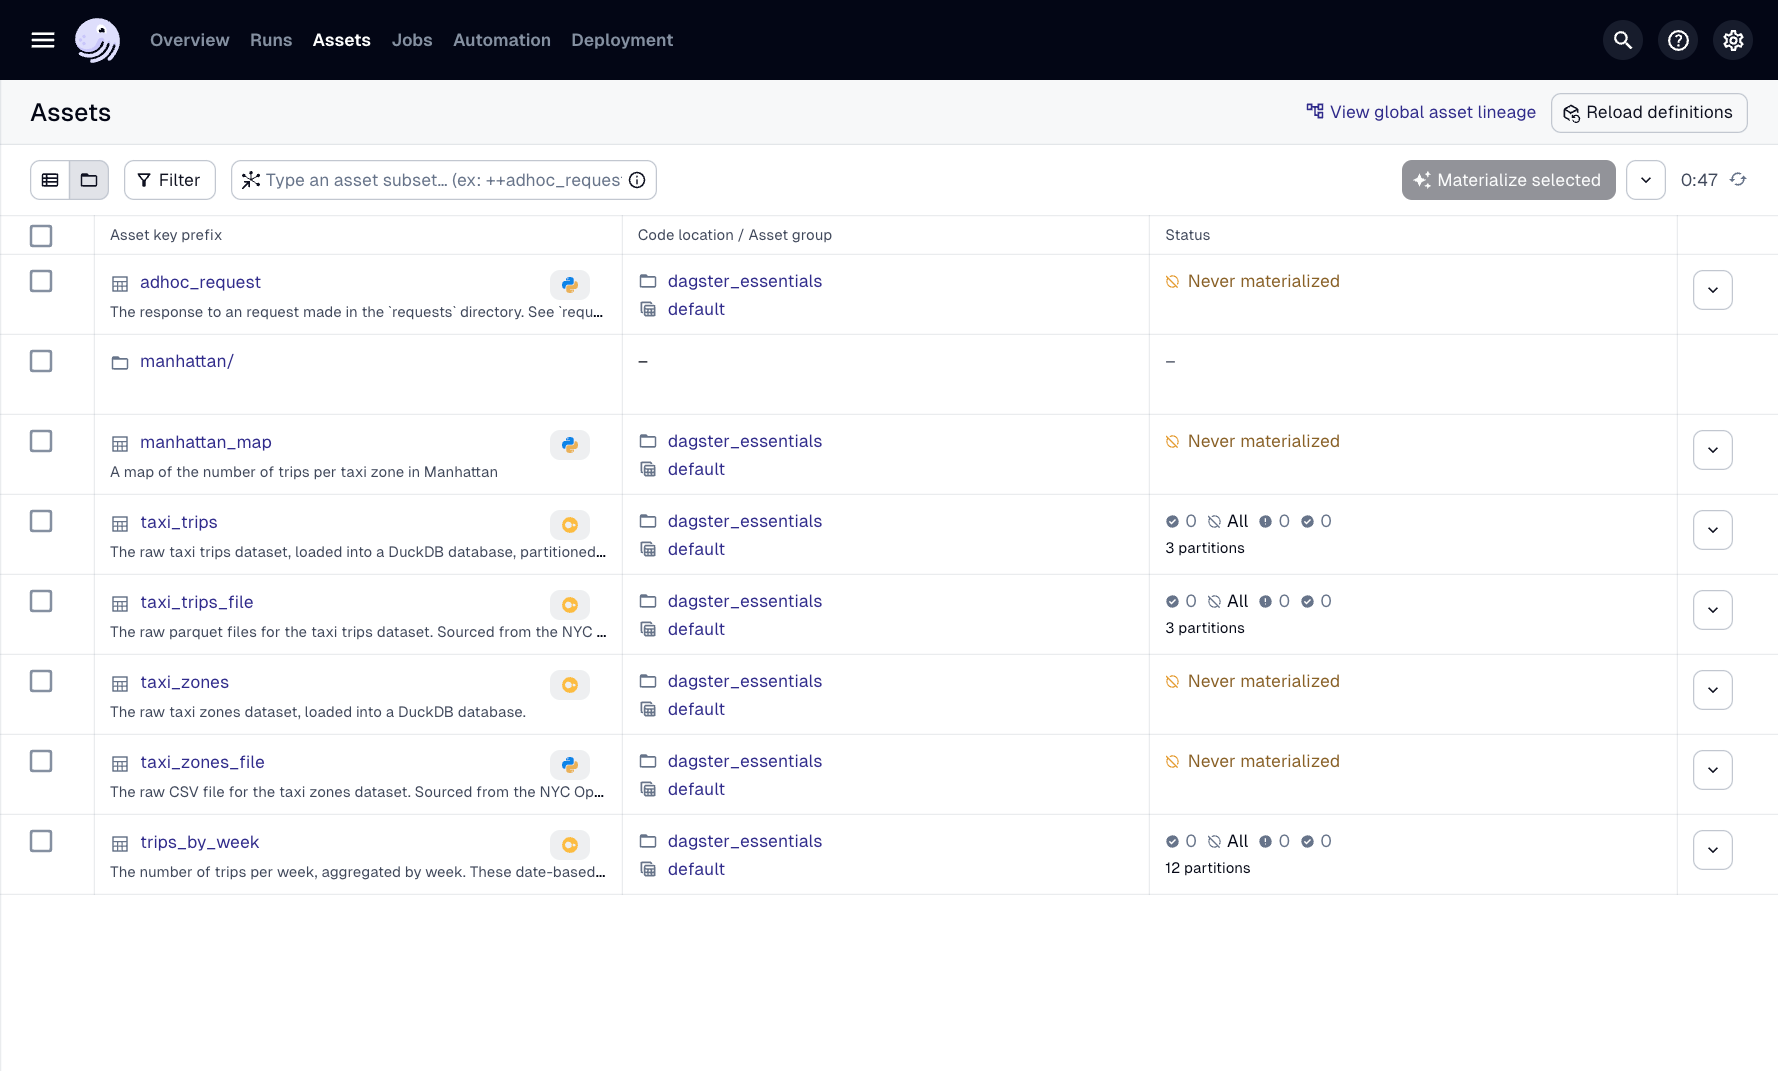 Overview Runs Assets Jobs Automation Deployment
Assets
View global asset lineage
Reload definitions
Filter
Type an asset subset... (ex: ++adhoc_reques
Materialize selected
0:47
Asset key prefix
Code location / Asset group
Status
adhoc_request
The response to an request made in the `requests` directory. See `requ...
dagster_essentials
default
Never materialized
manhattan/
–
–
manhattan_map
A map of the number of trips per taxi zone in Manhattan
dagster_essentials
default
Never materialized
taxi_trips
The raw taxi trips dataset, loaded into a DuckDB database, partitioned...
dagster_essentials
default
0 All 0 0
3 partitions
taxi_trips_file
The raw parquet files for the taxi trips dataset. Sourced from the NYC ...
dagster_essentials
default
0 All 0 0
3 partitions
taxi_zones
The raw taxi zones dataset, loaded into a DuckDB database.
dagster_essentials
default
Never materialized
taxi_zones_file
The raw CSV file for the taxi zones dataset. Sourced from the NYC Op...
dagster_essentials
default
Never materialized
trips_by_week
The number of trips per week, aggregated by week. These date-based...
dagster_essentials
default
0 All 0 0
12 partitions